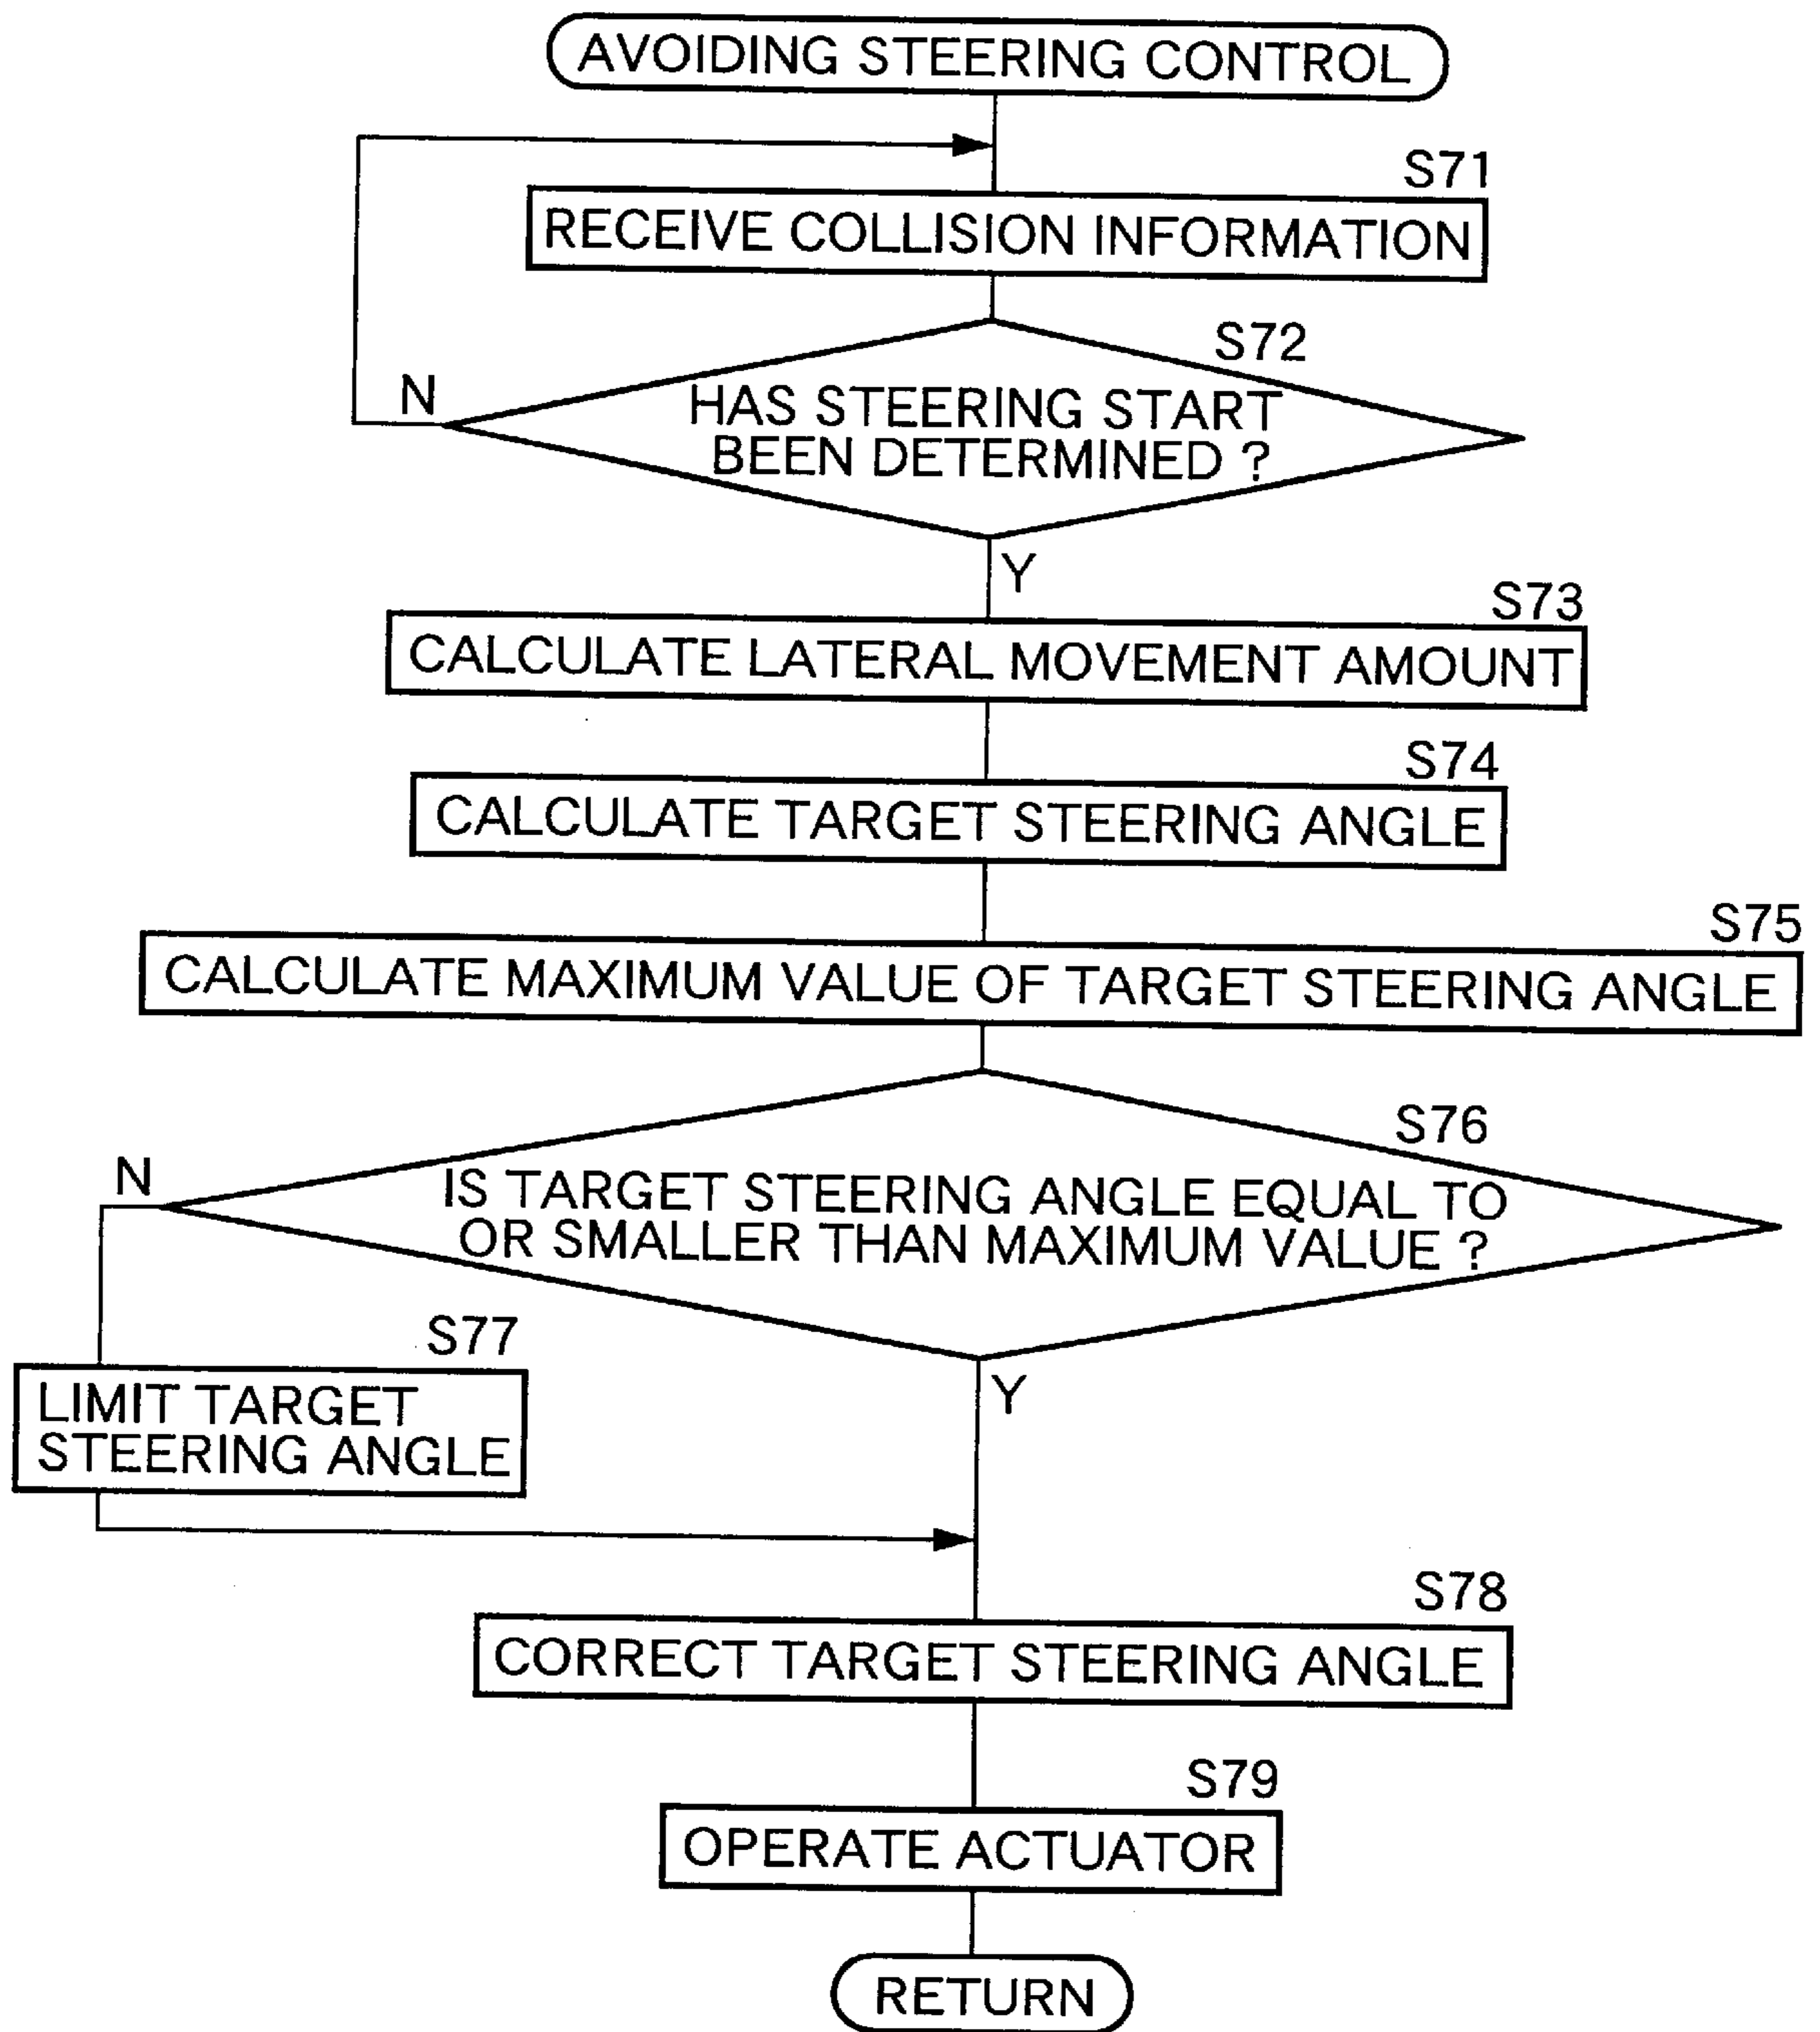 AVOIDING STEERING CONTROL
S71
RECEIVE COLLISION INFORMATION
S72
N
HAS STEERING START
BEEN DETERMINED ?
Y
S73
CALCULATE LATERAL MOVEMENT AMOUNT
S74
CALCULATE TARGET STEERING ANGLE
S75
CALCULATE MAXIMUM VALUE OF TARGET STEERING ANGLE
S76
N
IS TARGET STEERING ANGLE EQUAL TO
OR SMALLER THAN MAXIMUM VALUE ?
S77
Y
LIMIT TARGET
STEERING ANGLE
S78
CORRECT TARGET STEERING ANGLE
S79
OPERATE ACTUATOR
RETURN